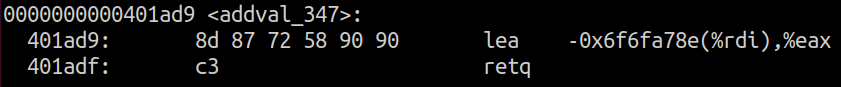 0000000000401ad9 <addval_347>:
401ad9: 8d 87 72 58 90 90 lea -0x6f6fa78e(%rdi),%eax
401adf: c3 retq